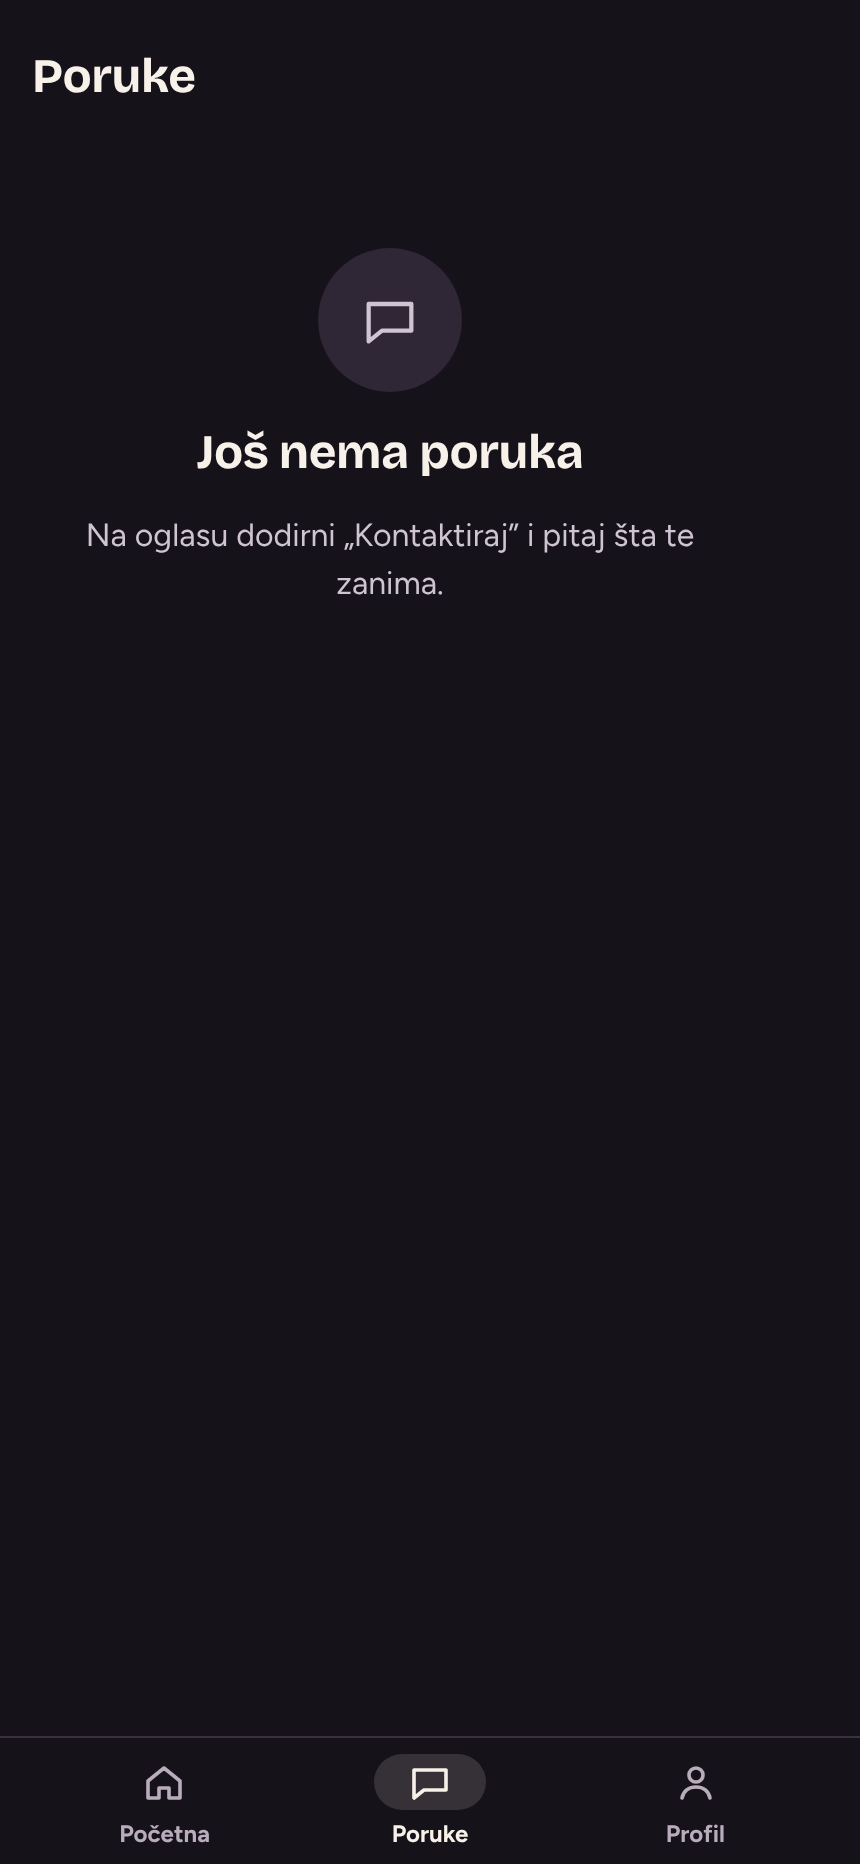 Poruke
Još nema poruka
Na oglasu dodirni „Kontaktiraj” i pitaj šta te
zanima.
Početna
Poruke
Profil